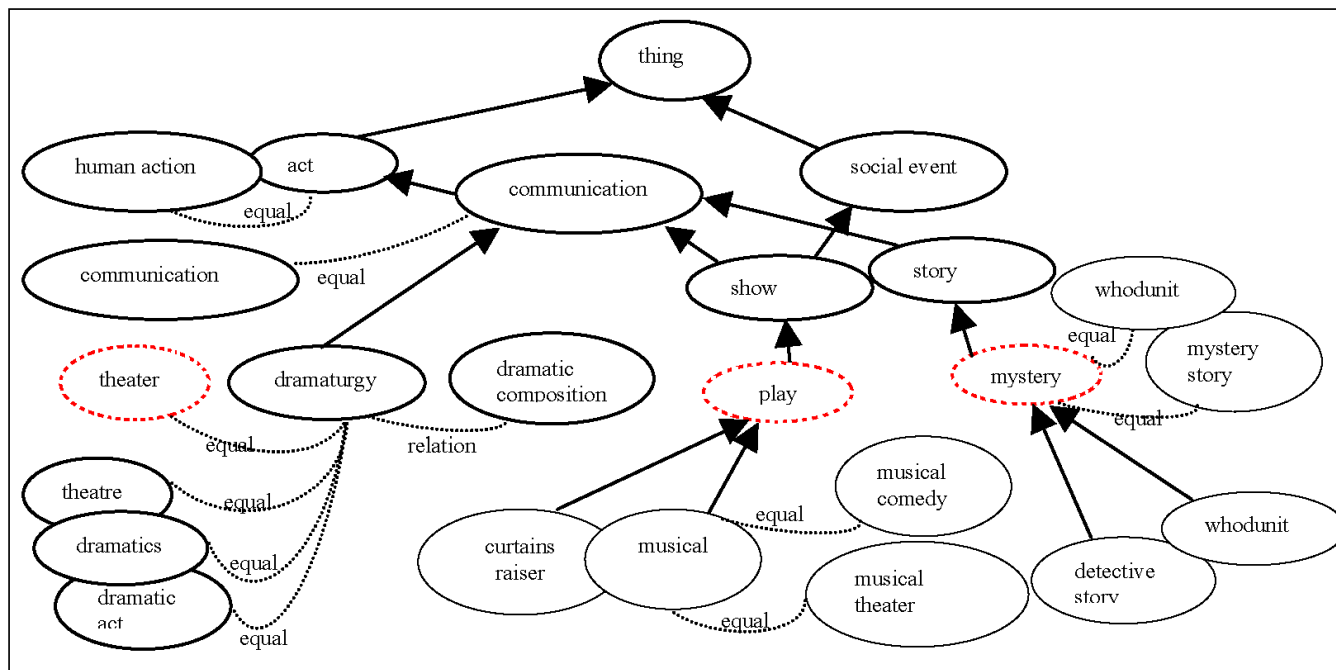 thing
human action
act
social event
communication
equal
communication
equal
show
story
whodunit
equal
mystery
story
theater
dramaturgy
dramatic
composition
play
mystery
equal
equal
relation
theatre
equal
musical
comedy
equal
dramatics
equal
curtains
raiser
musical
whodunit
musical
theater
detective
story
dramatic
act
equal
equal